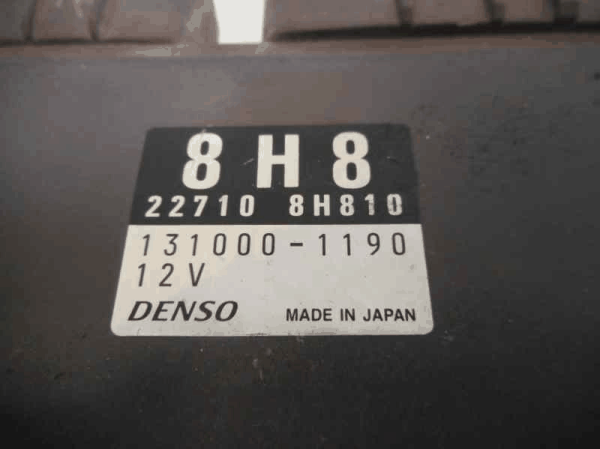 8H8
22710 8H810
131000-1190
12V
DENSO MADE IN JAPAN